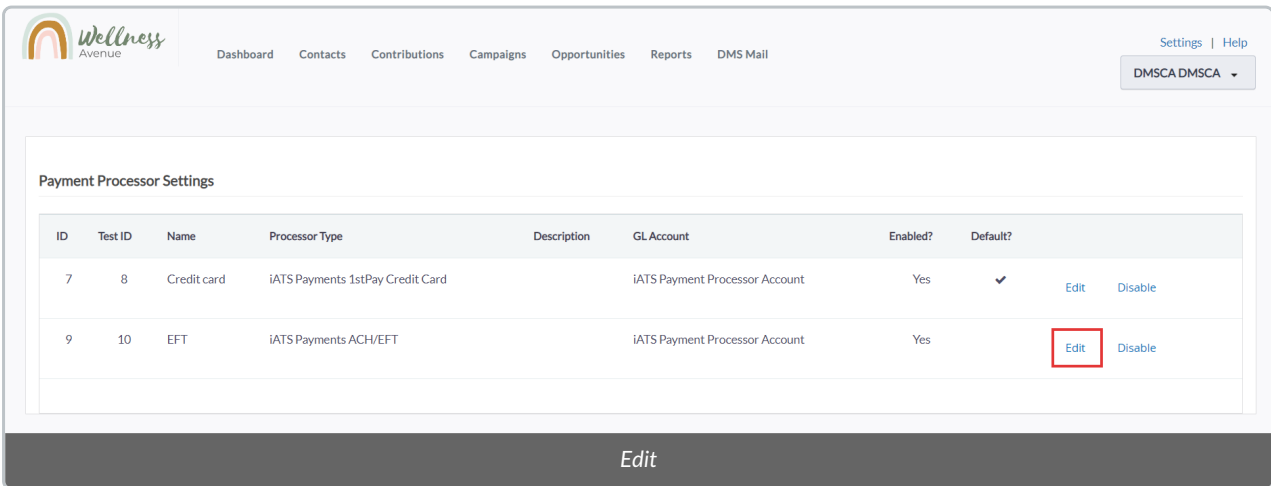 Wellness
Avenue
Dashboard Contacts Contributions Campaigns Opportunities Reports DMS Mail
Settings | Help
DMSCA DMSCA
Payment Processor Settings
ID Test ID Name Processor Type Description GL Account Enabled? Default?
7 8 Credit card iATS Payments 1stPay Credit Card iATS Payment Processor Account Yes ✔ Edit Disable
9 10 EFT iATS Payments ACH/EFT iATS Payment Processor Account Yes Edit Disable
Edit